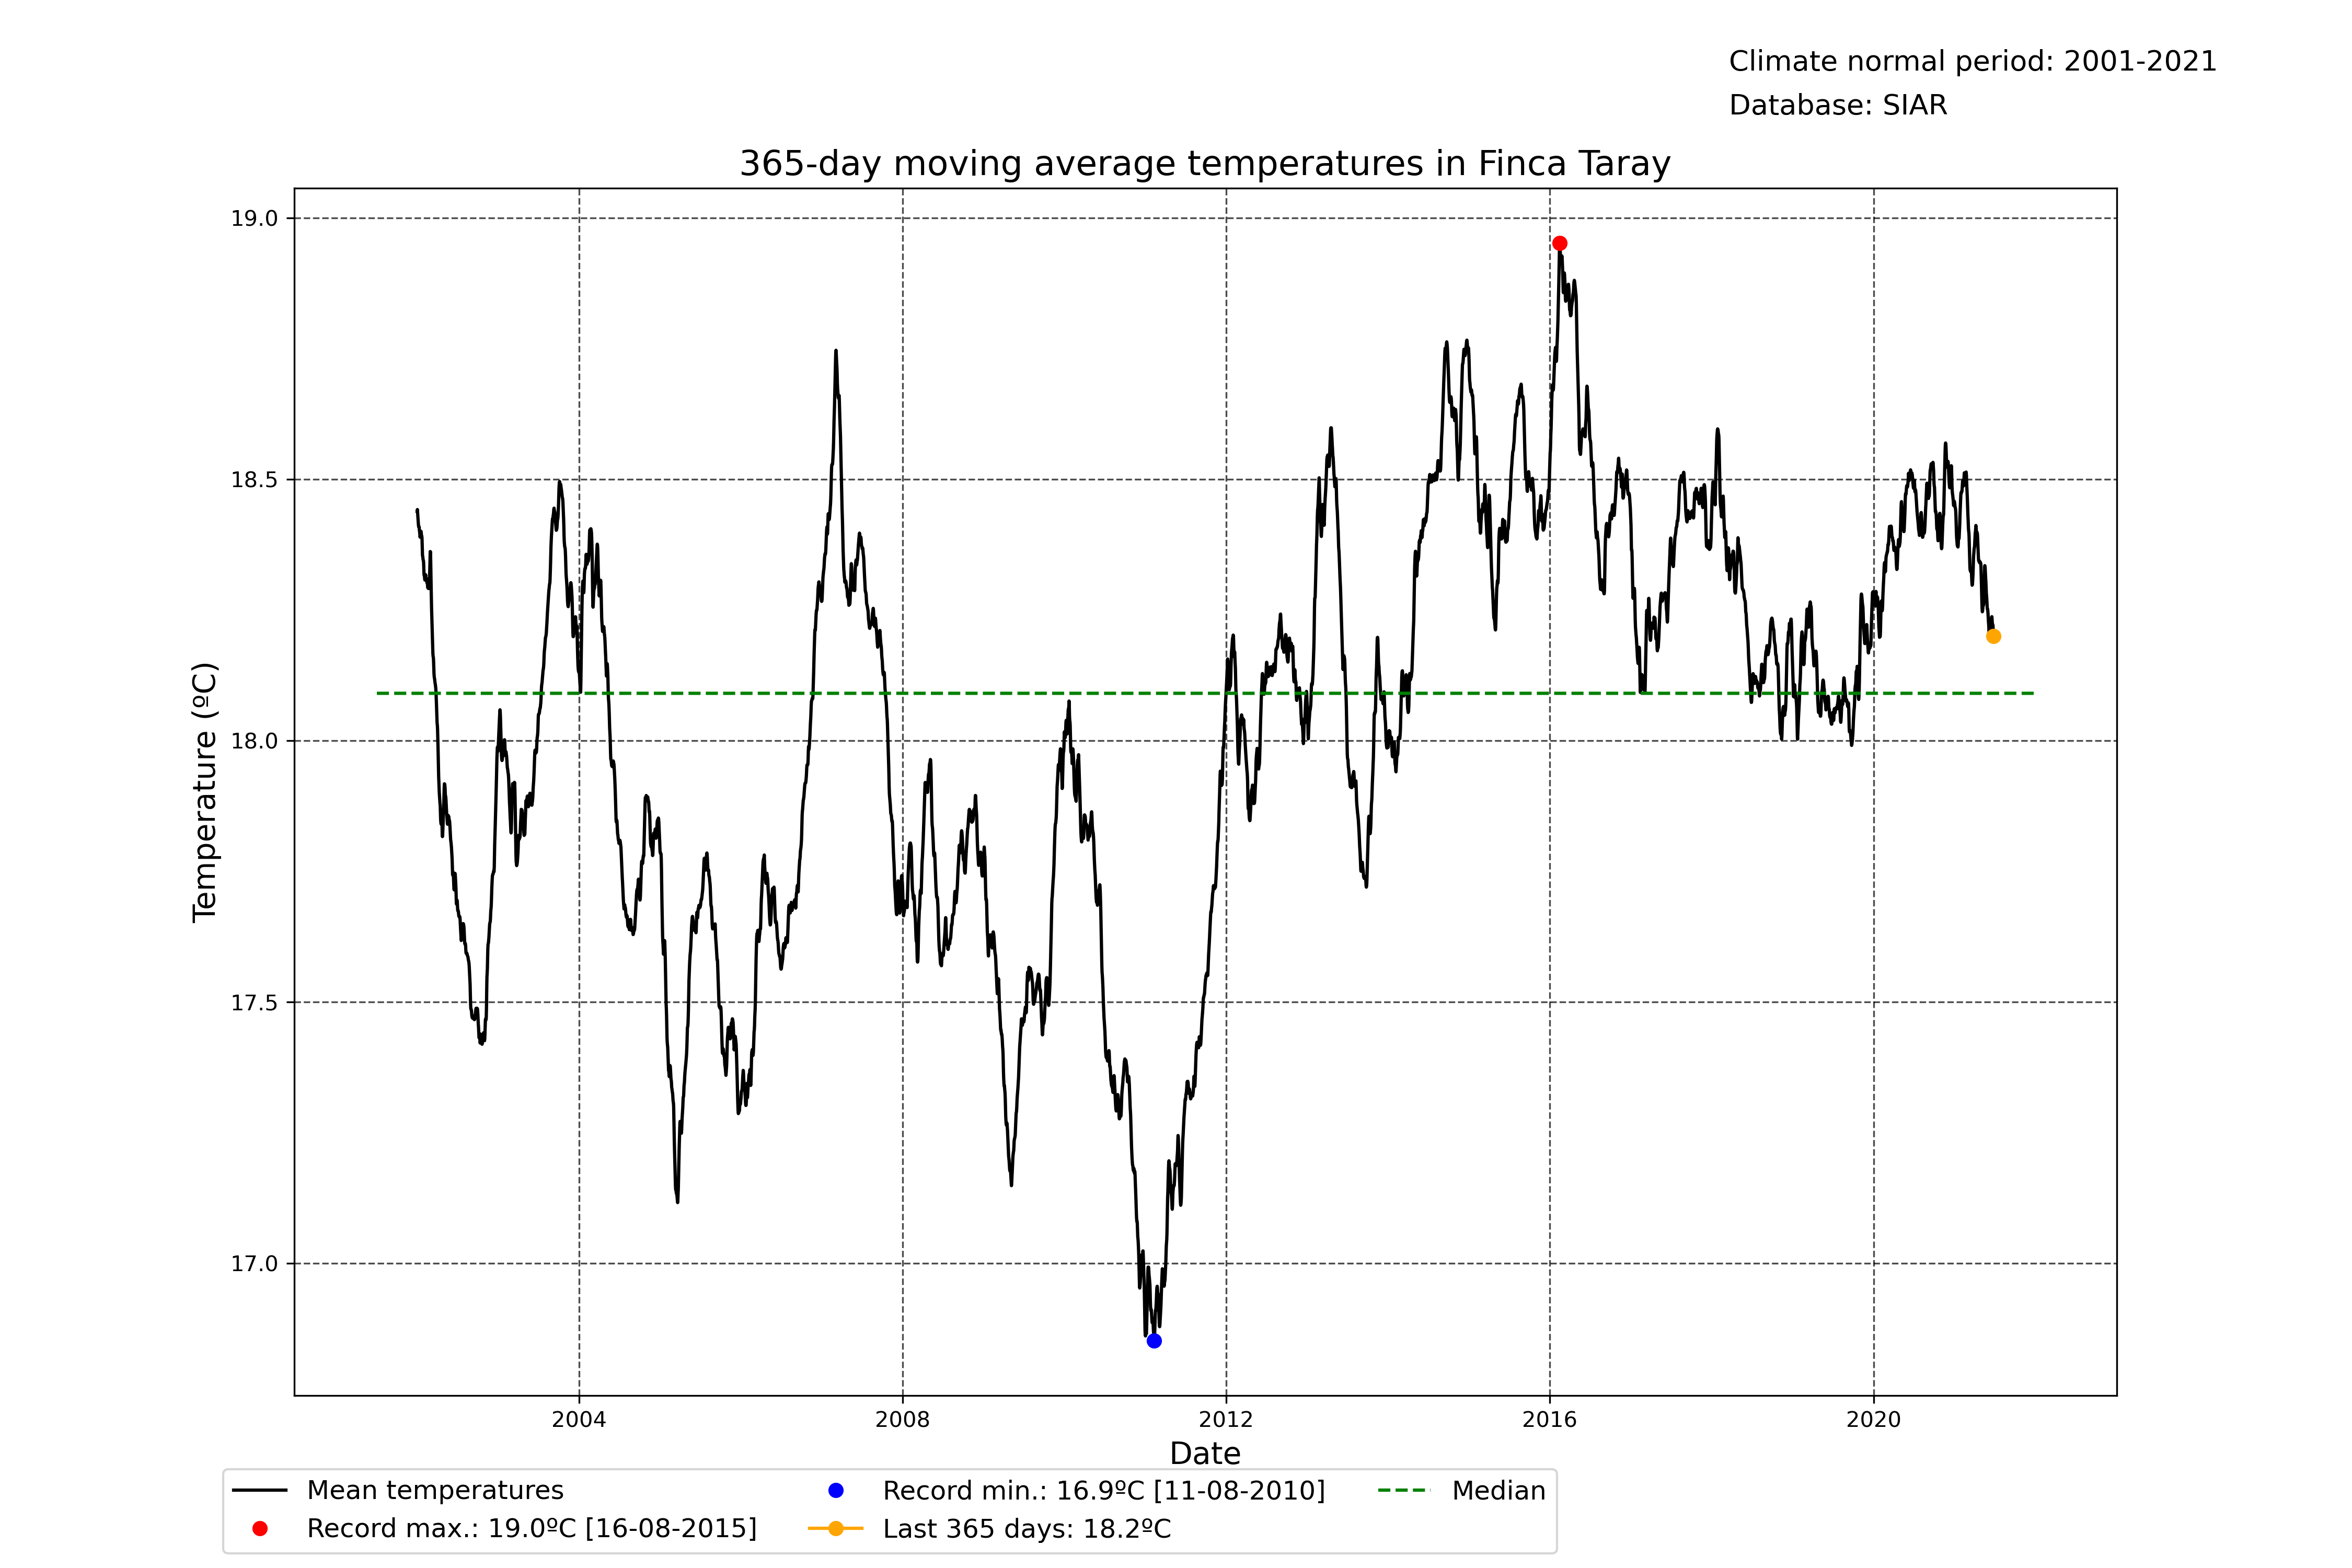 Climate normal period: 2001-2021
Database: SIAR
365-day moving average temperatures in Finca Taray
19.0
18.5
18.0
17.5
17.0
Temperature (ºC)
2004 2008 2012 2016 2020
Date
Mean temperatures
Record max.: 19.0ºC [16-08-2015]
Record min.: 16.9ºC [11-08-2010]
Last 365 days: 18.2ºC
Median